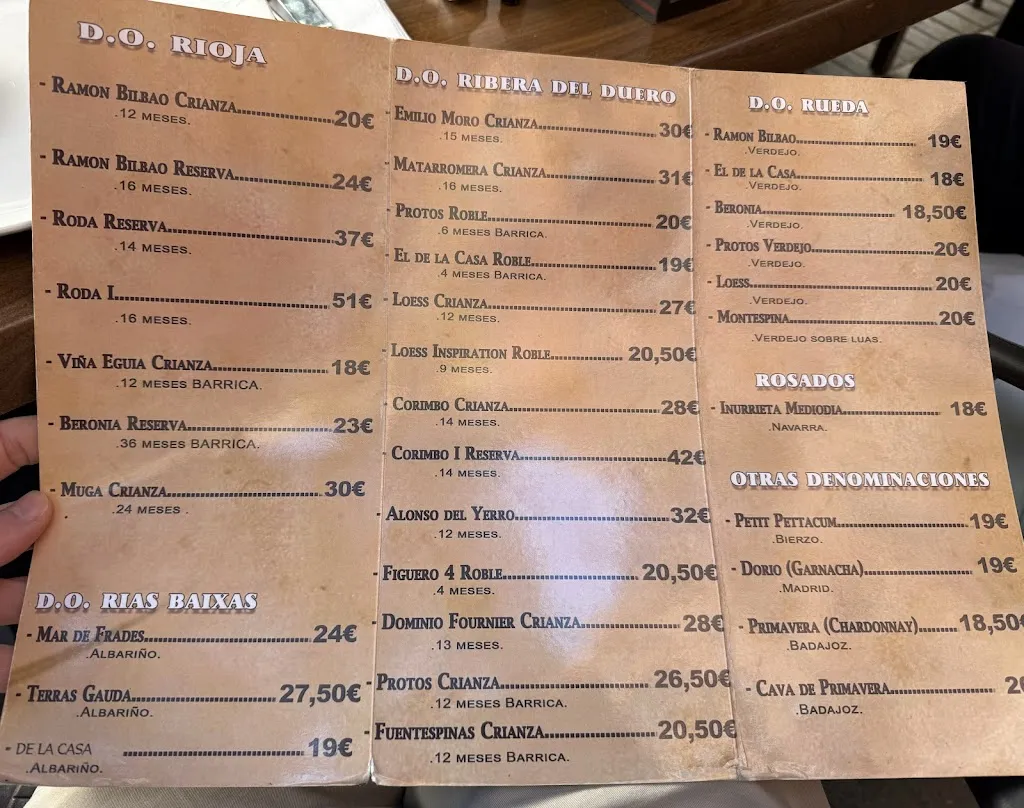 D.O. RIOJA
- RAMON BILBAO CRIANZA 20€
.12 MESES.
- RAMON BILBAO RESERVA 24€
.16 MESES.
- RODA RESERVA 37€
.14 MESES.
- RODA I 51€
.16 MESES.
- VIÑA EGUIA CRIANZA 18€
.12 MESES BARRICA.
- BERONIA RESERVA 23€
.36 MESES BARRICA.
- MUGA CRIANZA 30€
.24 MESES .
D.O. RIAS BAIXAS
- MAR DE FRADES 24€
.ALBARIÑO.
- TERRAS GAUDA 27,50€
.ALBARIÑO.
- DE LA CASA 19€
.ALBARIÑO.
D.O. RIBERA DEL DUERO
- EMILIO MORO CRIANZA 30€
.15 MESES.
MATARROMERA CRIANZA 31€
.16 MESES.
- PROTOS ROBLE 20€
.6 MESES BARRICA.
- EL DE LA CASA ROBLE 19€
.4 MESES BARRICA.
- LOESS CRIANZA 27€
.12 MESES.
- LOESS INSPIRATION ROBLE 20,50€
.9 MESES.
- CORIMBO CRIANZA 28€
.14 MESES.
- CORIMBO I RESERVA 42€
.14 MESES.
- ALONSO DEL YERRO 32€
.12 MESES.
- FIGUERO 4 ROBLE 20,50€
.4 MESES.
- DOMINIO FOURNIER CRIANZA 28€
.13 MESES.
- PROTOS CRIANZA 26,50€
.12 MESES BARRICA.
- FUENTESPINAS CRIANZA 20,50€
.12 MESES BARRICA.
D.O. RUEDA
- RAMON BILBAO 19€
.VERDEJO.
- EL DE LA CASA 18€
.VERDEJO.
- BERONIA 18,50€
.VERDEJO.
- PROTOS VERDEJO 20€
.VERDEJO.
- LOESS 20€
.VERDEJO.
- MONTESPINA 20€
.VERDEJO SOBRE LUAS.
ROSADOS
- INURRIETA MEDIODIA 18€
.NAVARRA.
OTRAS DENOMINACIONES
- PETIT PETTACUM 19€
.BIERZO.
- DORIO (GARNACHA) 19€
.MADRID.
- PRIMAVERA (CHARDONNAY) 18,50€
.BADAJOZ.
- CAVA DE PRIMAVERA
.BADAJOZ.